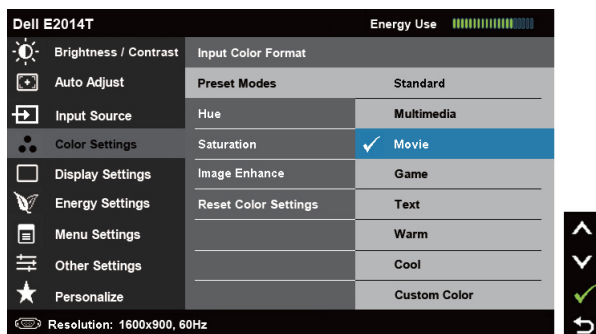 Dell E2014T Energy Use
Brightness / Contrast Input Color Format
Auto Adjust Preset Modes Standard
Input Source Hue Multimedia
Color Settings Saturation Movie
Display Settings Image Enhance Game
Energy Settings Reset Color Settings Text
Menu Settings Warm
Other Settings Cool
Personalize Custom Color
Resolution: 1600x900, 60Hz